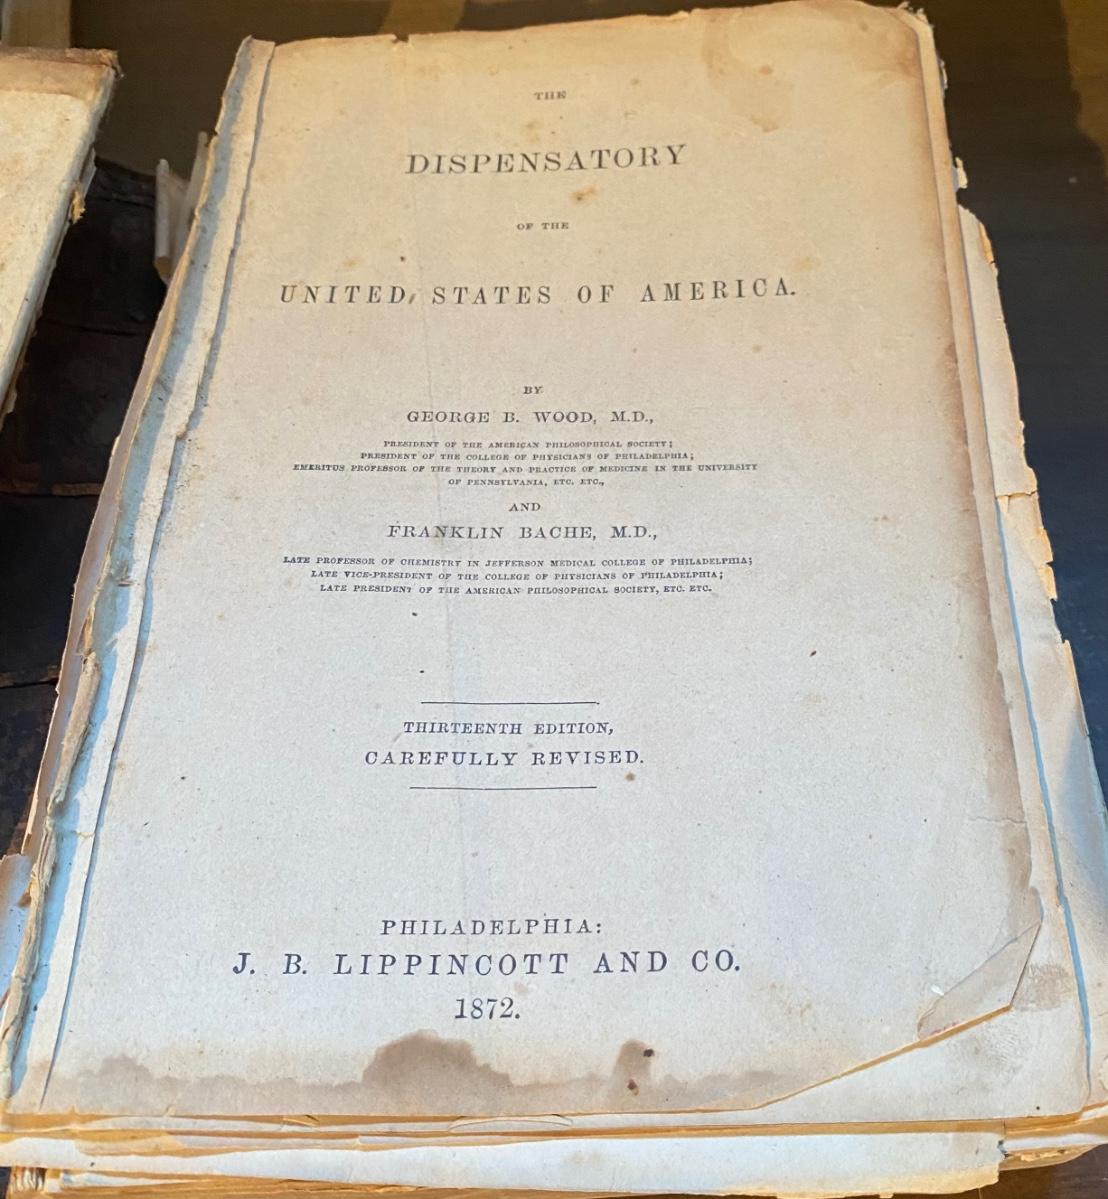 THE
DISPENSATORY
OF THE
UNITED STATES OF AMERICA.
BY
GEORGE B. WOOD, M.D.,
PRESIDENT OF THE AMERICAN PHILOSOPHICAL SOCIETY;
PRESIDENT OF THE COLLEGE OF PHYSICIANS OF PHILADELPHIA;
EMERITUS PROFESSOR OF THE THEORY AND PRACTICE OF MEDICINE IN THE UNIVERSITY
OF PENNSYLVANIA, ETC. ETC.,
AND
FRANKLIN BACHE, M.D.,
LATE PROFESSOR OF CHEMISTRY IN JEFFERSON MEDICAL COLLEGE OF PHILADELPHIA;
LATE VICE-PRESIDENT OF THE COLLEGE OF PHYSICIANS OF PHILADELPHIA;
LATE PRESIDENT OF THE AMERICAN PHILOSOPHICAL SOCIETY, ETC. ETC.
THIRTEENTH EDITION,
CAREFULLY REVISED.
PHILADELPHIA:
J. B. LIPPINCOTT AND CO.
1872.